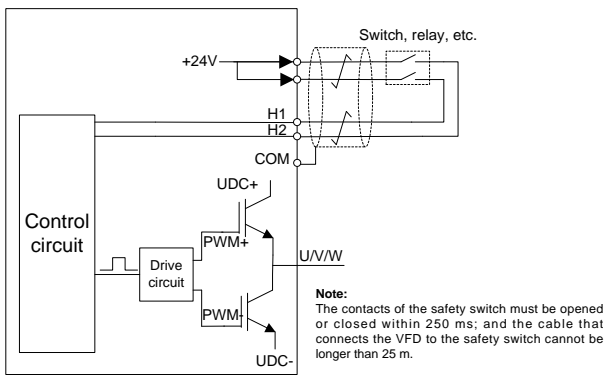 Switch, relay, etc.
+24V
H1
H2
COM
UDC+
Control
circuit
PWM+
Drive
circuit
U/V/W
PWM-
UDC-
Note:
The contacts of the safety switch must be opened
or closed within 250 ms; and the cable that
connects the VFD to the safety switch cannot be
longer than 25 m.